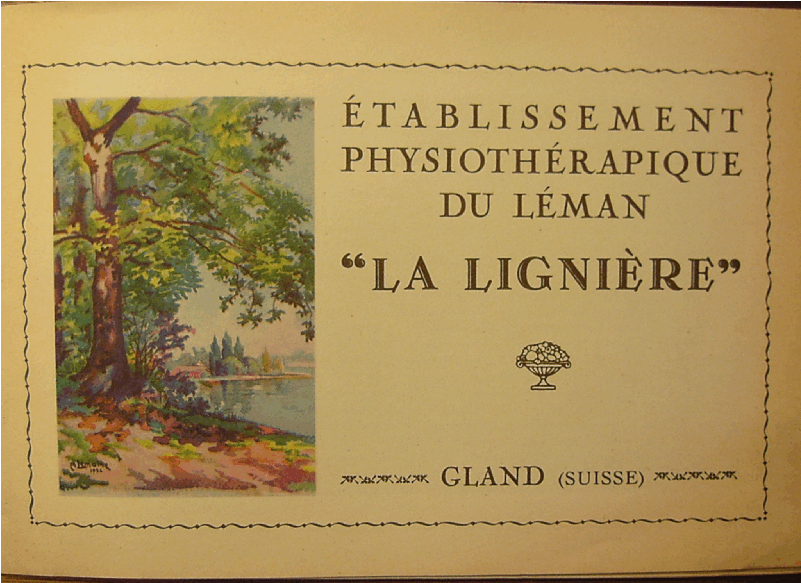 ÉTABLISSEMENT
PHYSIOTHÉRAPIQUE
DU LÉMAN
“LA LIGNIÈRE”
GLAND (SUISSE)